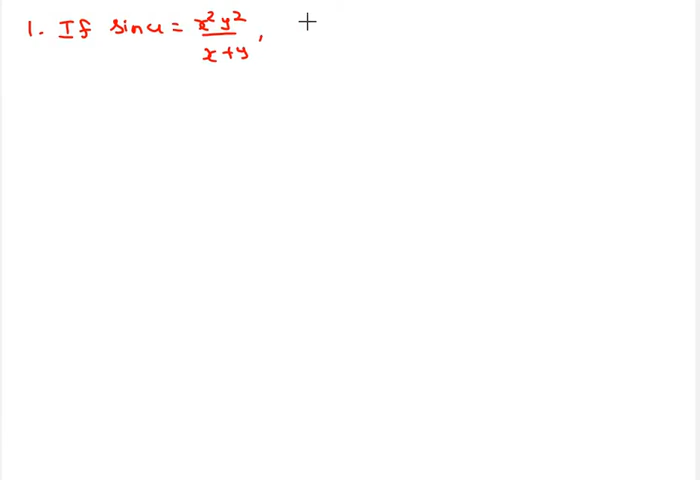 1. If sin u = x²y²/x+y,